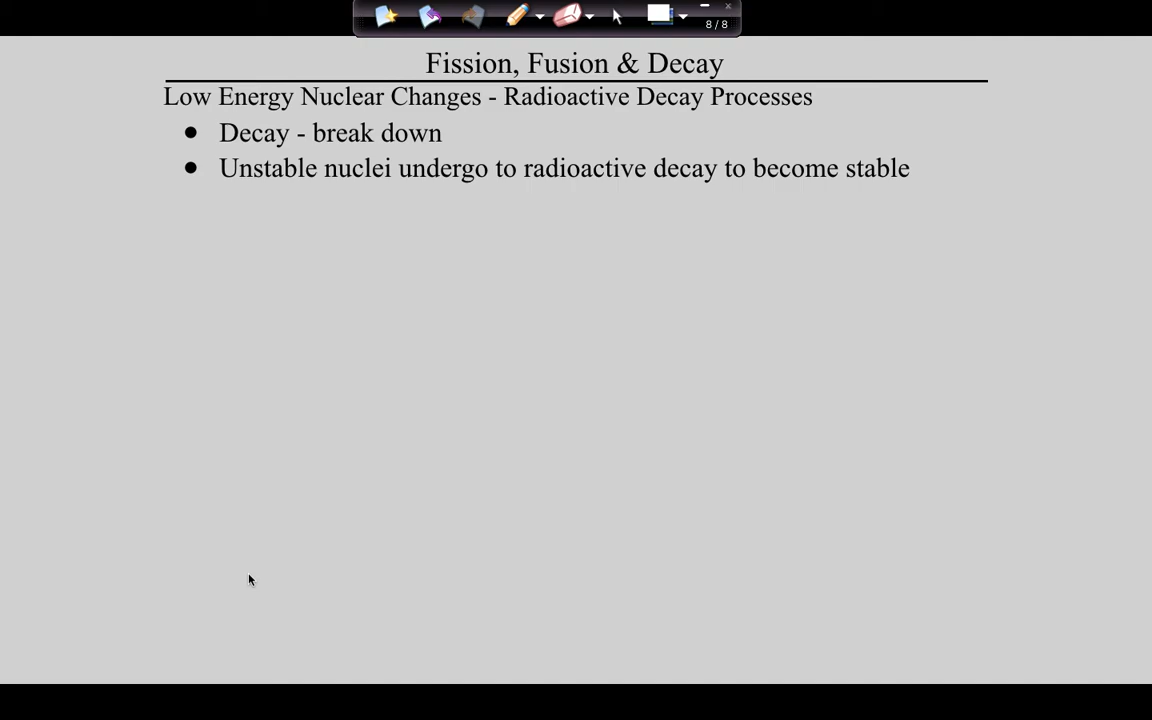 8 / 8
Fission, Fusion & Decay
Low Energy Nuclear Changes - Radioactive Decay Processes
● Decay - break down
● Unstable nuclei undergo to radioactive decay to become stable